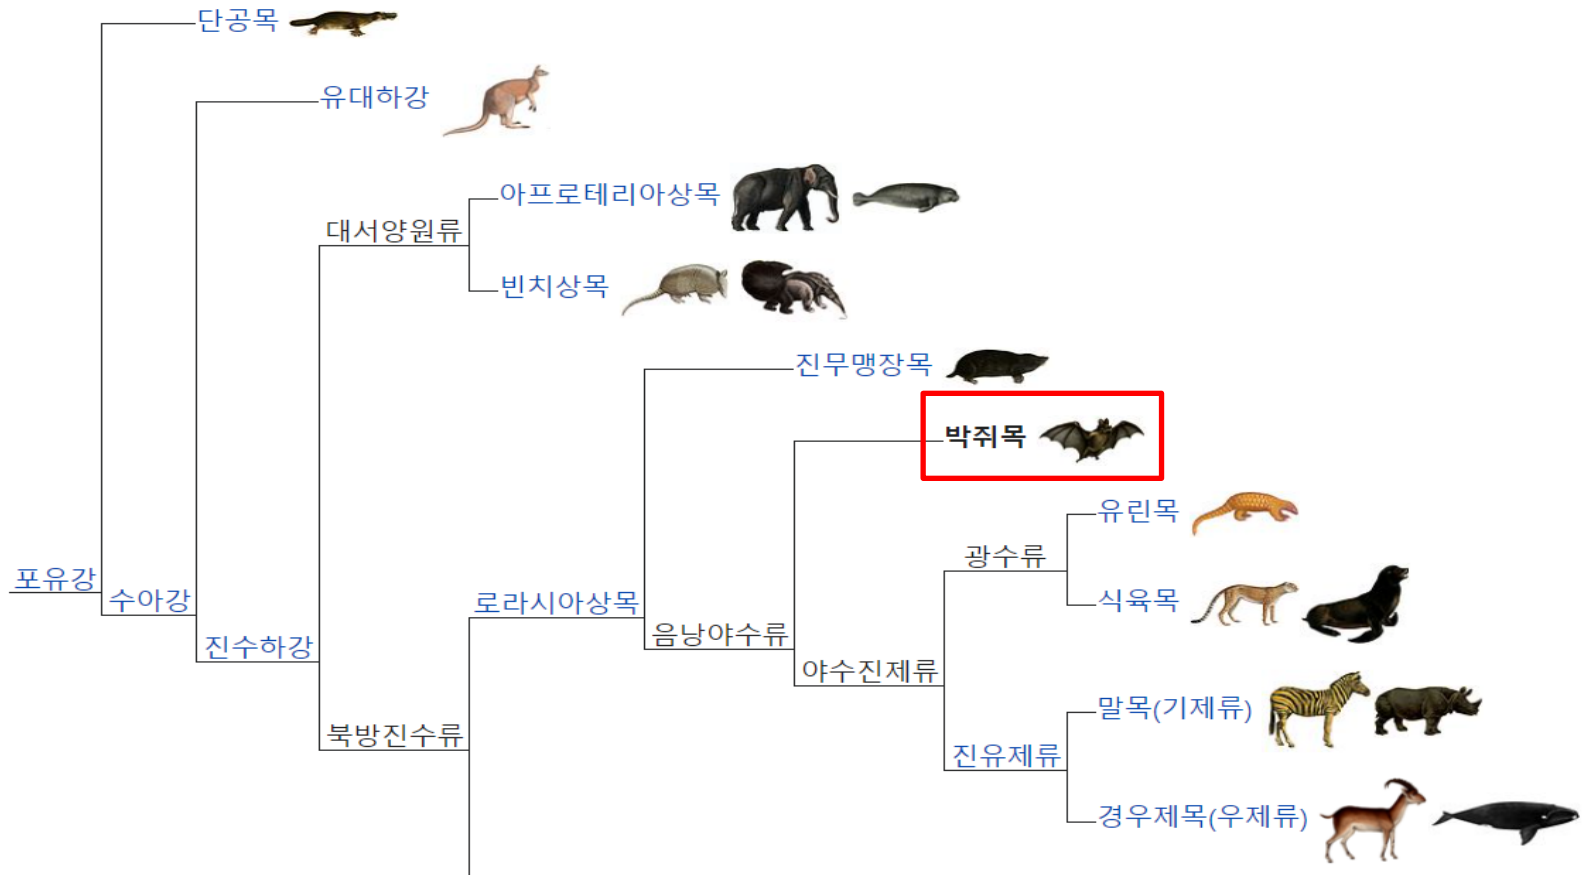 단공목
유대하강
아프로테리아상목
대서양원류
빈치상목
진무맹장목
박쥐목
유린목
광수류
포유강
수아강
로라시아상목
식육목
음낭야수류
진수하강
야수진제류
말목(기제류)
북방진수류
진유제류
경우제목(우제류)